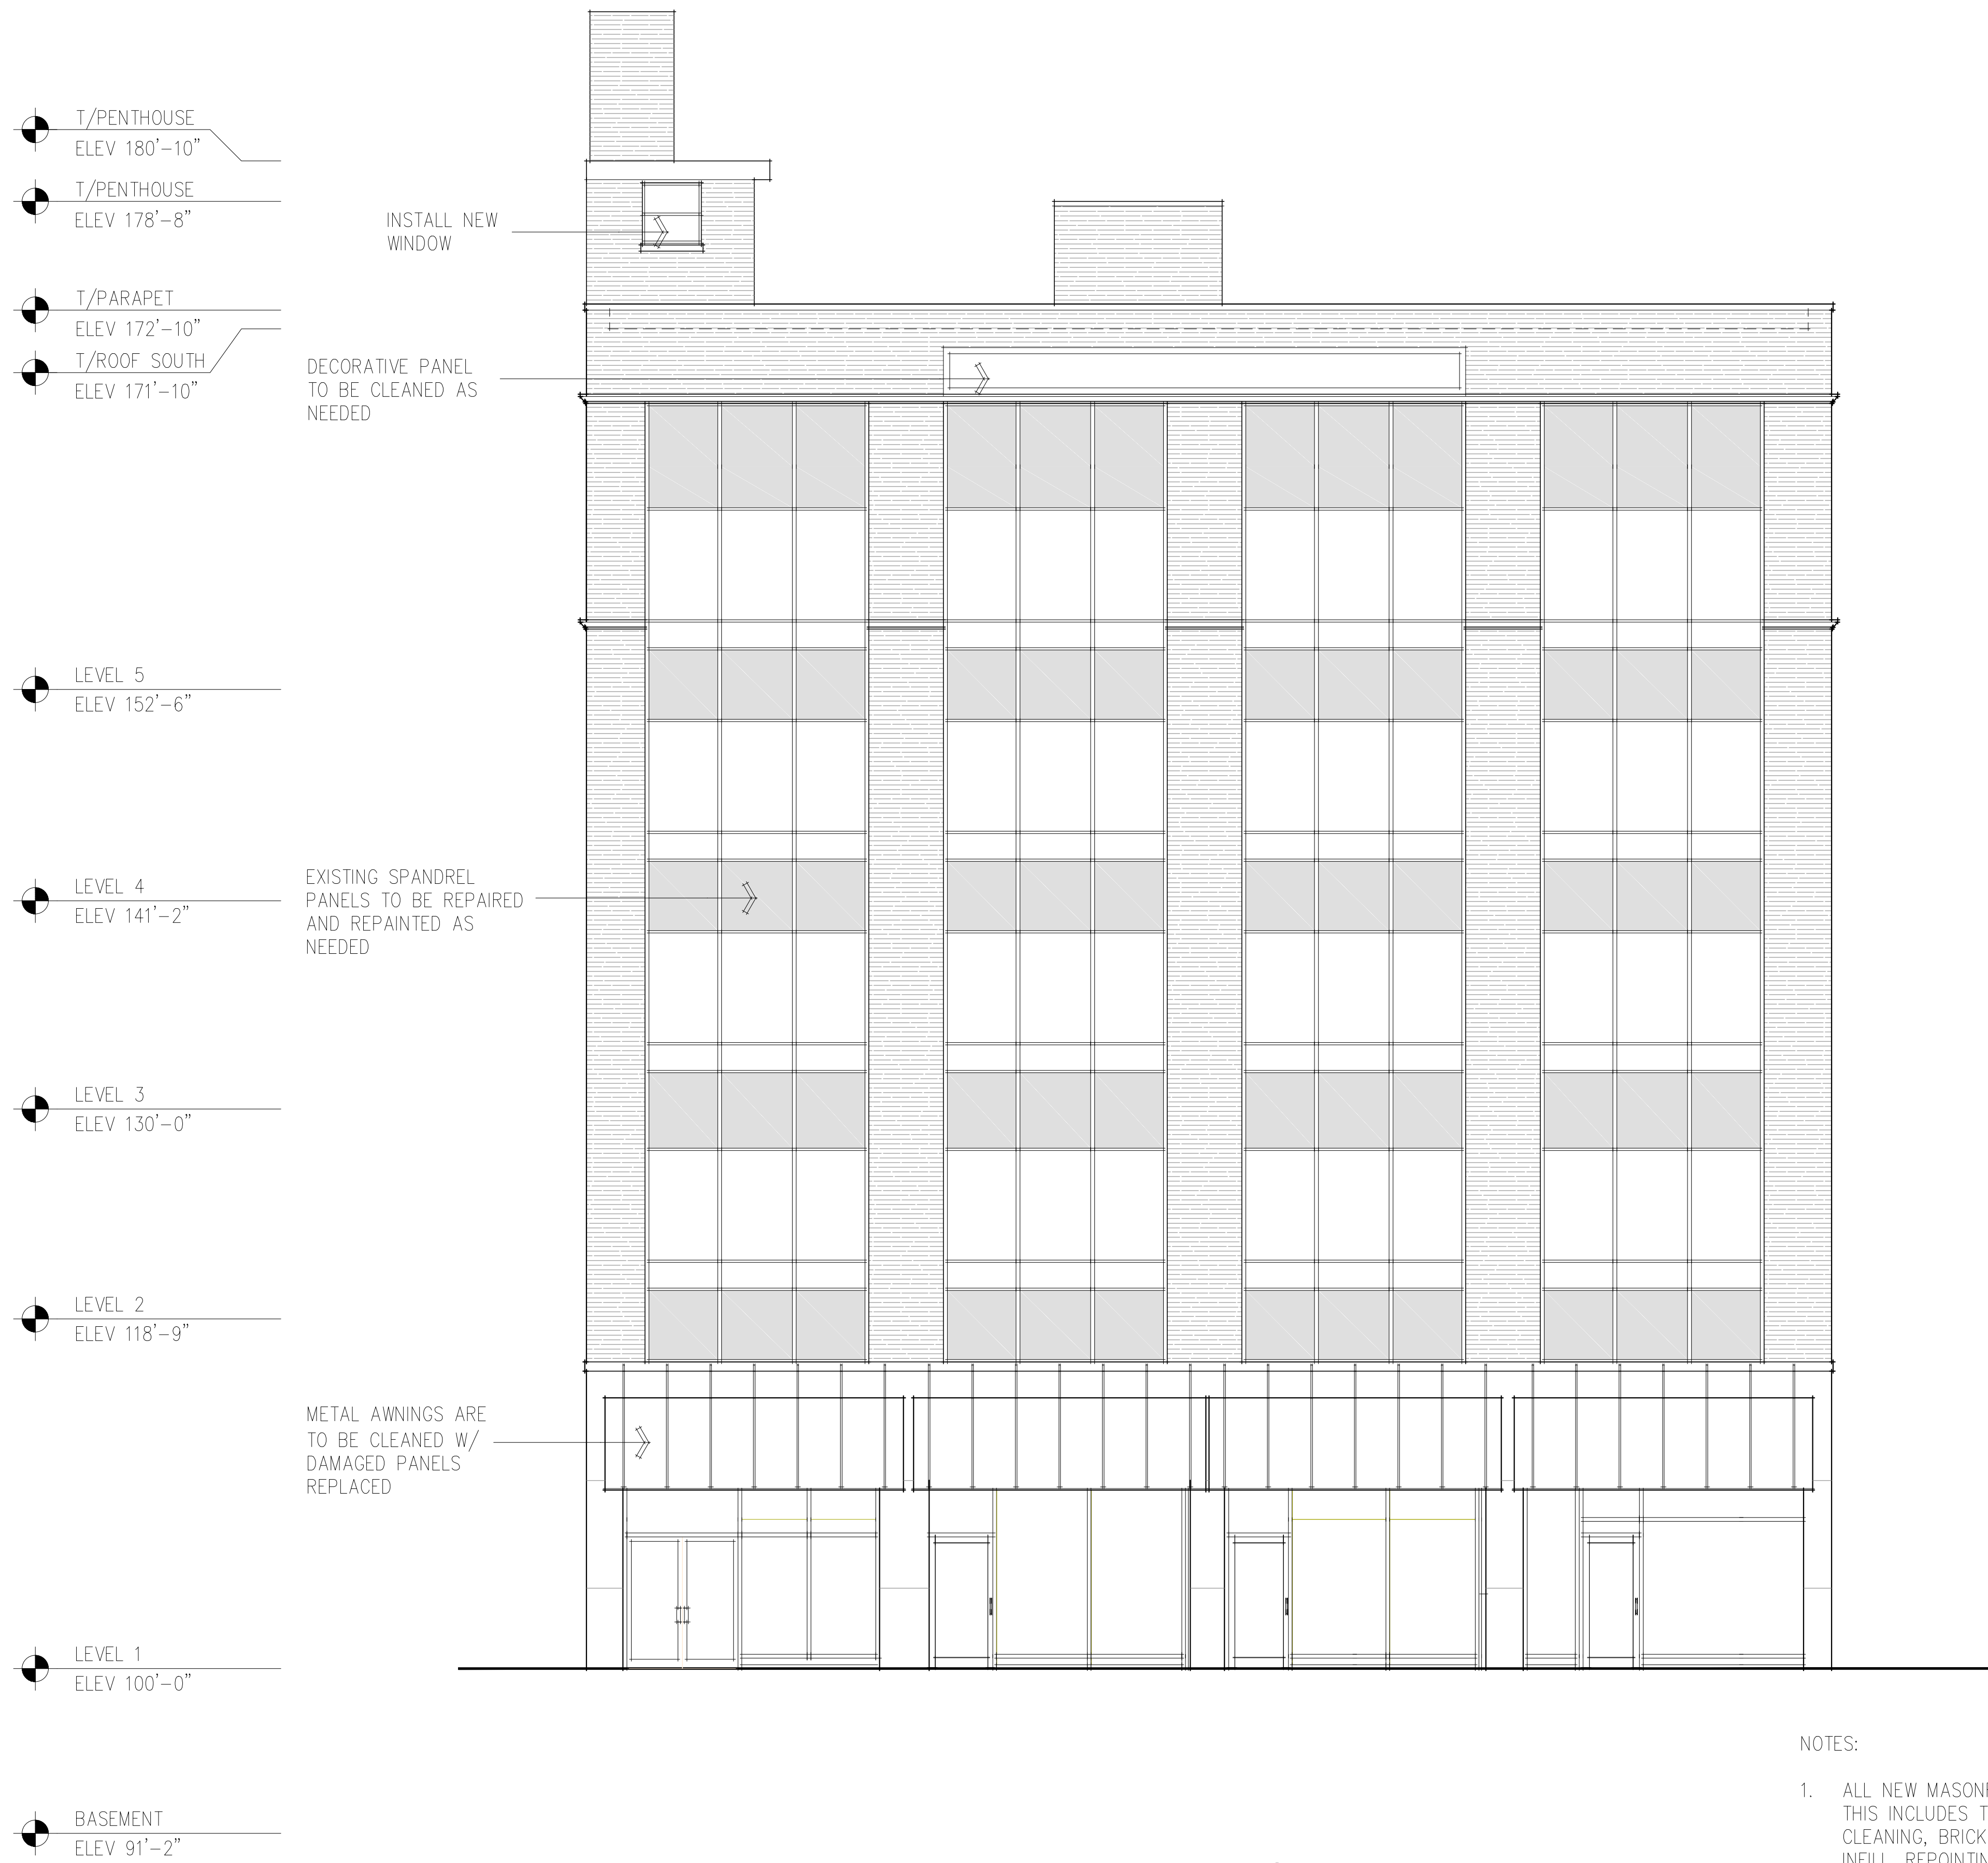 T/PENTHOUSE
ELEV 180'-10"
T/PENTHOUSE
ELEV 178'-8"
INSTALL NEW
WINDOW
T/PARAPET
ELEV 172'-10"
T/ROOF SOUTH
ELEV 171'-10"
DECORATIVE PANEL
TO BE CLEANED AS
NEEDED
LEVEL 5
ELEV 152'-6"
LEVEL 4
ELEV 141'-2"
EXISTING SPANDREL
PANELS TO BE REPAIRED
AND REPAINTED AS
NEEDED
LEVEL 3
ELEV 130'-0"
LEVEL 2
ELEV 118'-9"
METAL AWNINGS ARE
TO BE CLEANED W/
DAMAGED PANELS
REPLACED
LEVEL 1
ELEV 100'-0"
BASEMENT
ELEV 91'-2"
NOTES:
1. ALL NEW
THIS INCLUDES
CLEANING, BRICK
INFILL,